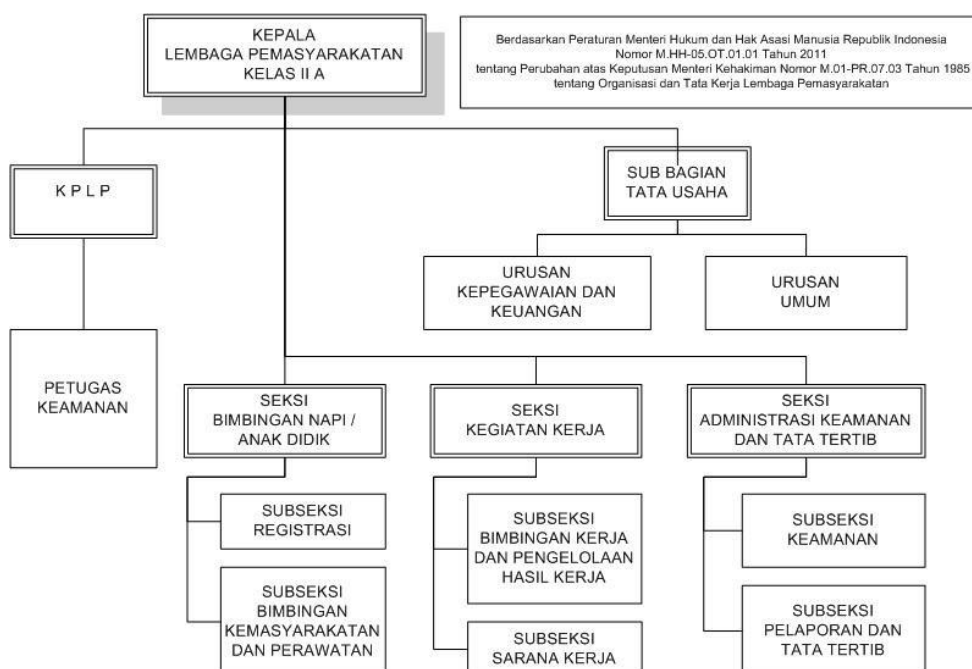 KEPALA
LEMBAGA PEMASYARAKATAN
KELAS II A
Berdasarkan Peraturan Menteri Hukum dan Hak Asasi Manusia Republik Indonesia
Nomor M.HH-05.OT.01.01 Tahun 2011
tentang Perubahan atas Keputusan Menteri Kehakiman Nomor M.01-PR.07.03 Tahun 1985
tentang Organisasi dan Tata Kerja Lembaga Pemasyarakatan
K P L P
SUB BAGIAN
TATA USAHA
URUSAN
KEPEGAWAIAN DAN
KEUANGAN
URUSAN
UMUM
PETUGAS
KEAMANAN
SEKSI
BIMBINGAN NAPI /
ANAK DIDIK
SEKSI
KEGIATAN KERJA
SEKSI
ADMINISTRASI KEAMANAN
DAN TATA TERTIB
SUBSEKSI
REGISTRASI
SUBSEKSI
BIMBINGAN
KEMASYARAKATAN
DAN PERAWATAN
SUBSEKSI
BIMBINGAN KERJA
DAN PENGELOLAAN
HASIL KERJA
SUBSEKSI
SARANA KERJA
SUBSEKSI
KEAMANAN
SUBSEKSI
PELAPORAN DAN
TATA TERTIB